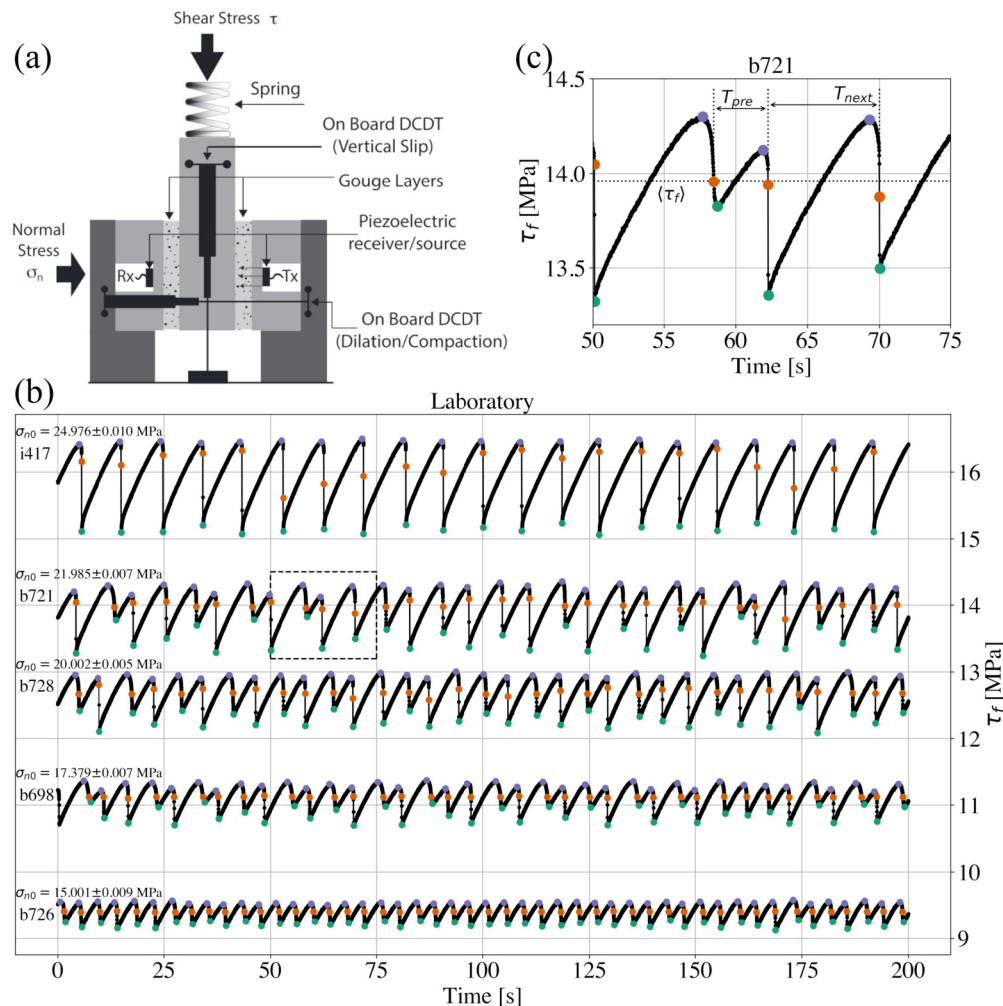 (a)
Shear Stress τ
Spring
On Board DCDT
(Vertical Slip)
Gouge Layers
Piezoelectric
receiver/source
Normal
Stress
σn
Rx
Tx
On Board DCDT
(Dilation/Compaction)
(c)
b721
14.5
14.0
13.5
τf [MPa]
Tpre
Tnext
⟨τf⟩
50
55
60
65
70
75
Time [s]
(b)
Laboratory
σn0 = 24.976±0.010 MPa
i417
σn0 = 21.985±0.007 MPa
b721
σn0 = 20.002±0.005 MPa
b728
σn0 = 17.379±0.007 MPa
b698
σn0 = 15.001±0.009 MPa
b726
16
15
14
13
12
11
10
9
τf [MPa]
0
25
50
75
100
125
150
175
200
Time [s]